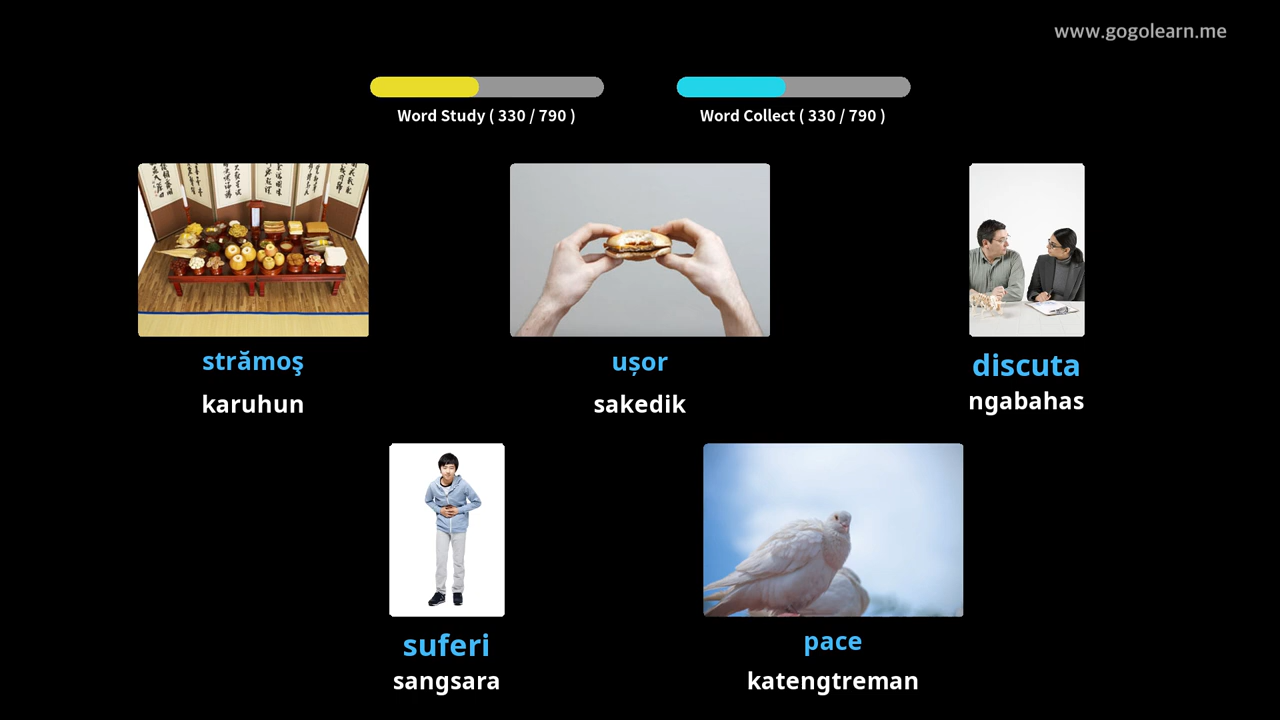 www.gogolearn.me
Word Study ( 330 / 790 )
Word Collect ( 330 / 790 )
strămoş
ușor
discuta
karuhun
sakedik
ngabahas
suferi
pace
sangsara
katengtreman